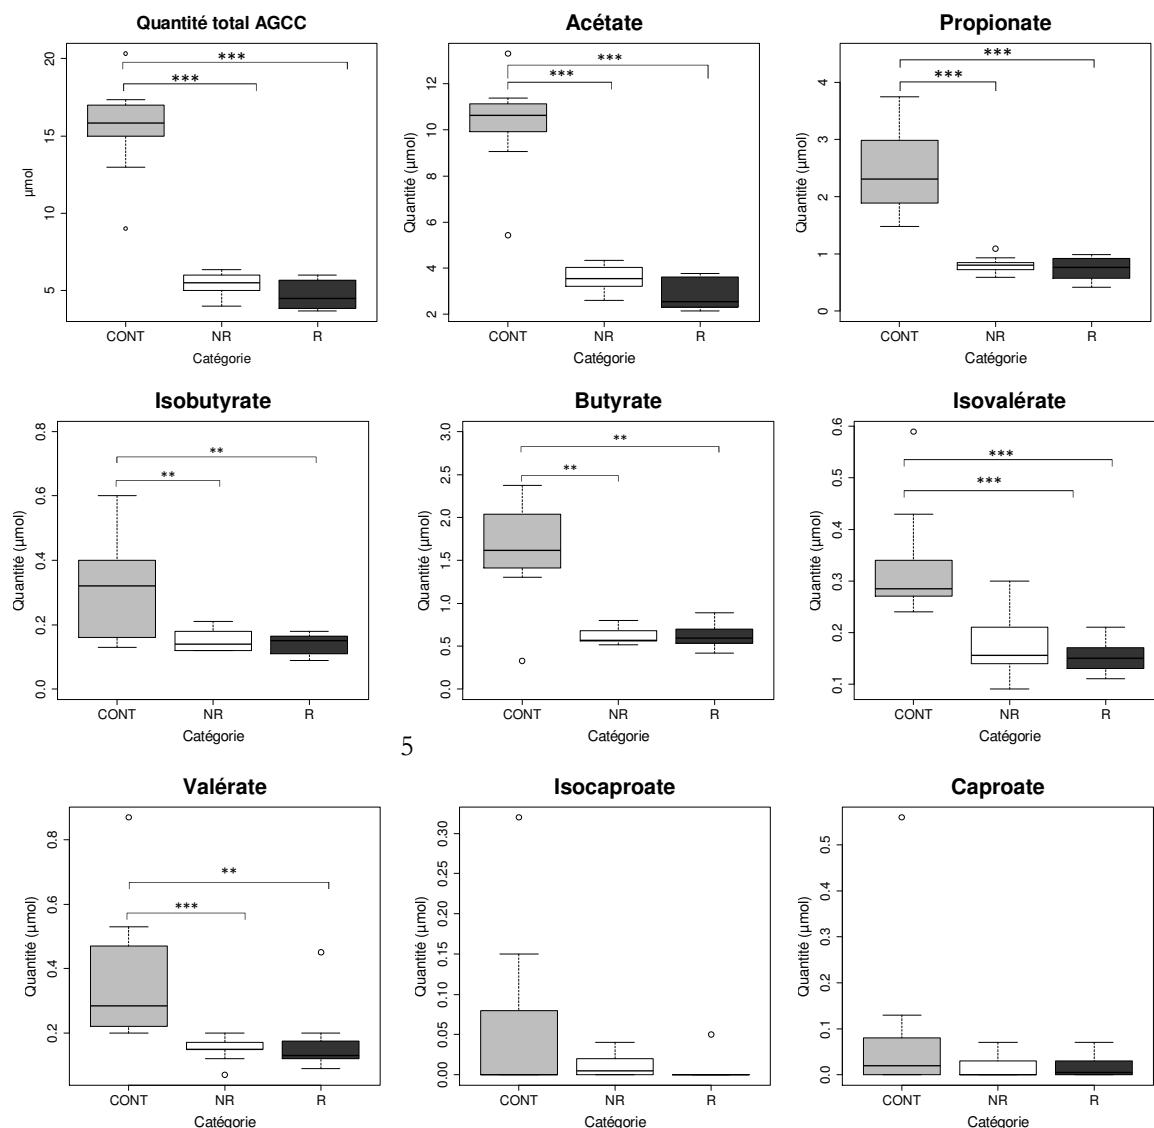 Quantité total AGCC
µmol
20
15
10
5
***
***
CONT NR R
Catégorie
Acétate
Quantité (µmol)
12
10
8
6
4
2
***
***
CONT NR R
Catégorie
Propionate
Quantité (µmol)
4
3
2
1
0
***
***
CONT NR R
Catégorie
Isobutyrate
Quantité (µmol)
0.8
0.6
0.4
0.2
0.0
**
**
CONT NR R
Catégorie
Butyrate
Quantité (µmol)
3.0
2.5
2.0
1.5
1.0
0.5
0.0
**
**
CONT NR R
Catégorie
Isovalérate
Quantité (µmol)
0.6
0.5
0.4
0.3
0.2
0.1
***
***
CONT NR R
Catégorie
5
Valérate
Quantité (µmol)
0.8
0.6
0.4
0.2
**
***
CONT NR R
Catégorie
Isocaproate
Quantité (µmol)
0.30
0.25
0.20
0.15
0.10
0.05
0.00
CONT NR R
Catégorie
Caproate
Quantité (µmol)
0.5
0.4
0.3
0.2
0.1
0.0
CONT NR R
Catégorie